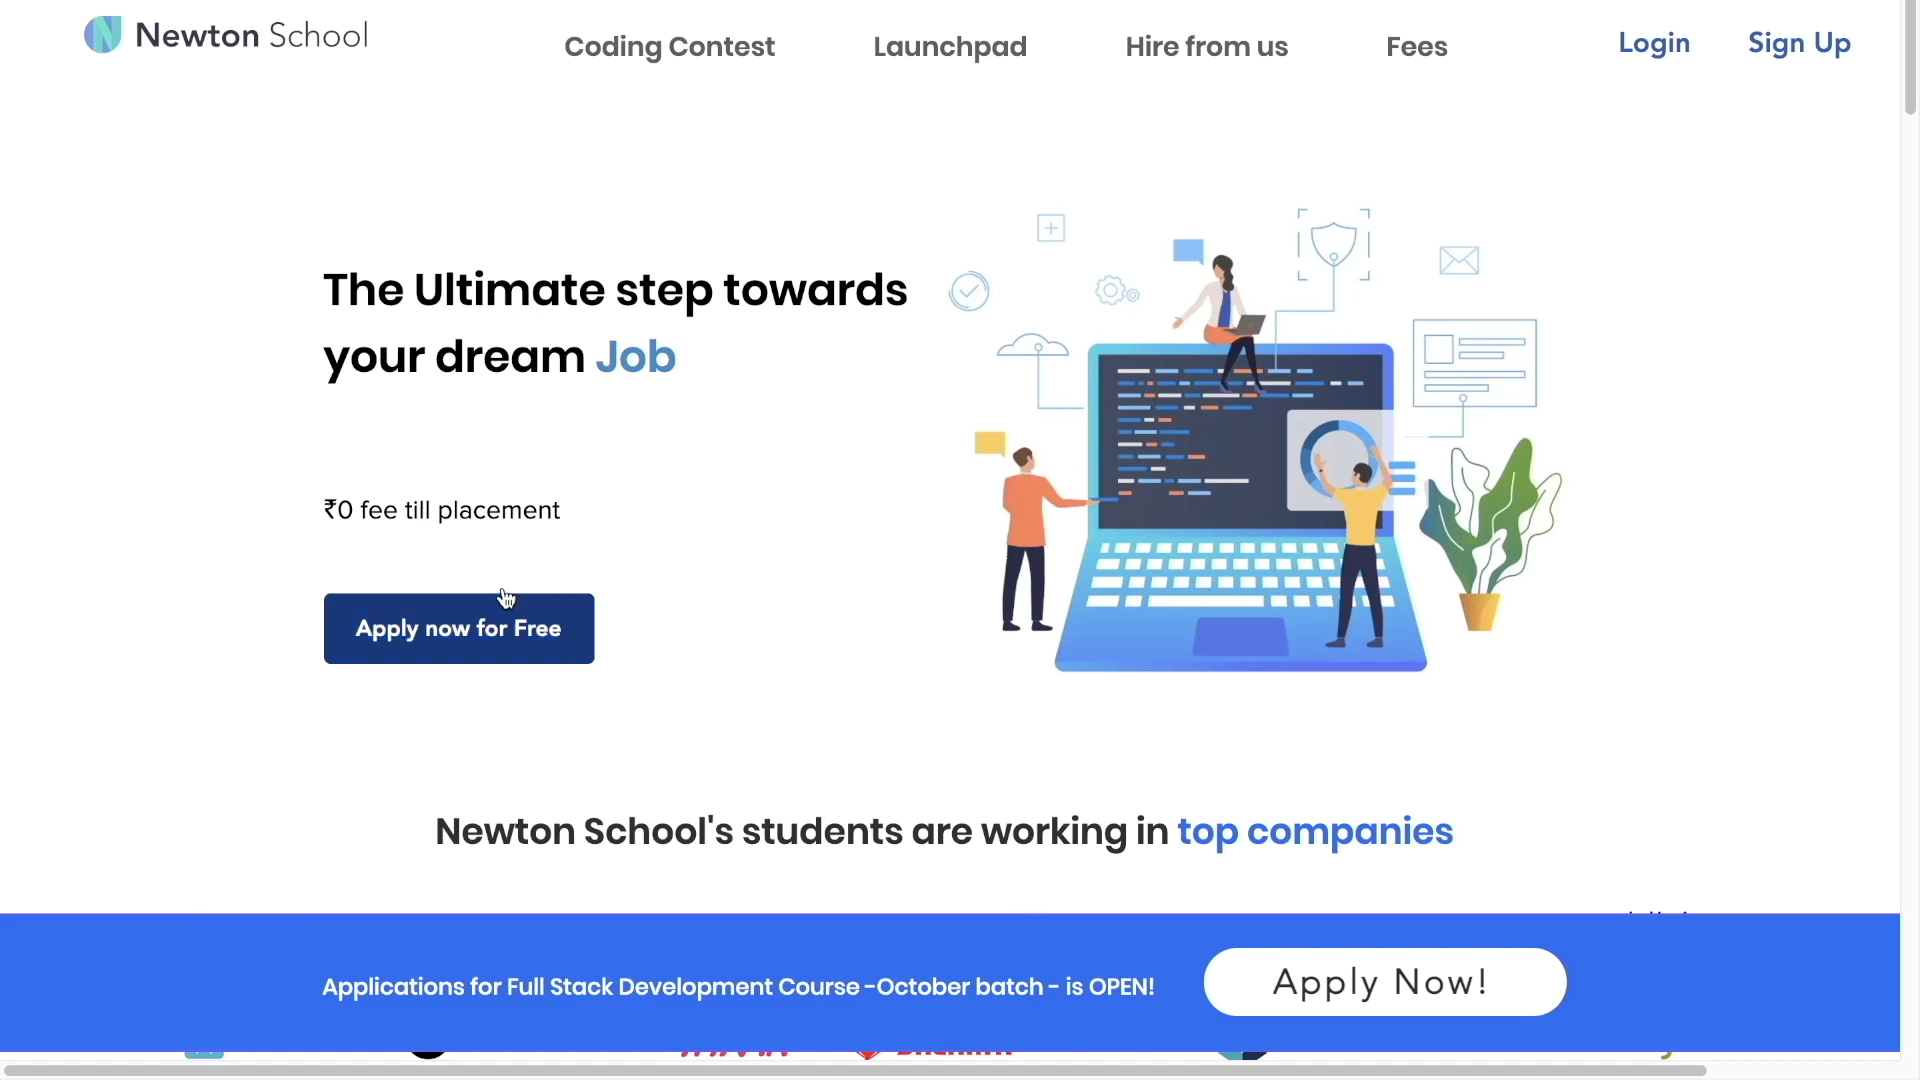 Newton School
Coding Contest
Launchpad
Hire from us
Fees
Login
Sign Up
The Ultimate step towards
your dream Job
₹0 fee till placement
Apply now for Free
Newton School's students are working in top companies
Applications for Full Stack Development Course -October batch - is OPEN!
Apply Now!